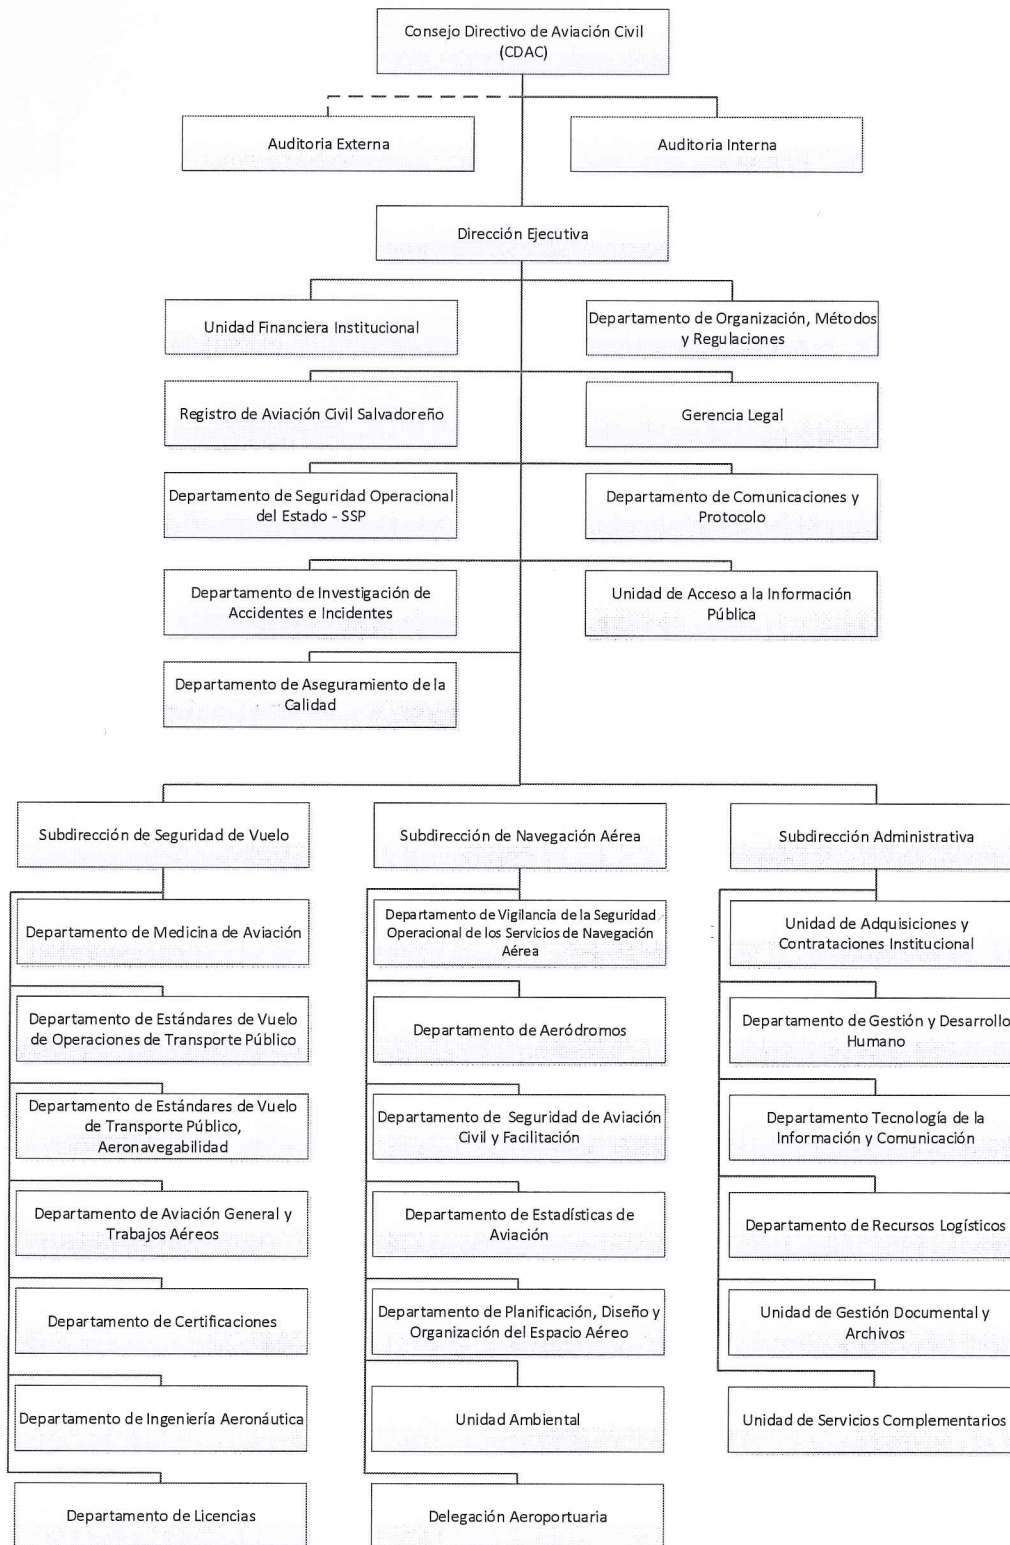 Consejo Directivo de Aviación Civil
(CDAC)
Auditoria Externa
Auditoria Interna
Dirección Ejecutiva
Unidad Financiera Institucional
Departamento de Organización, Métodos
y Regulaciones
Registro de Aviación Civil Salvadoreño
Gerencia Legal
Departamento de Seguridad Operacional
del Estado - SSP
Departamento de Comunicaciones y
Protocolo
Departamento de Investigación de
Accidentes e Incidentes
Unidad de Acceso a la Información
Pública
Departamento de Aseguramiento de la
Calidad
Subdirección de Seguridad de Vuelo
Subdirección de Navegación Aérea
Subdirección Administrativa
Departamento de Medicina de Aviación
Departamento de Estándares de Vuelo
de Operaciones de Transporte Público
Departamento de Estándares de Vuelo
de Transporte Público,
Aeronavegabilidad
Departamento de Aviación General y
Trabajos Aéreos
Departamento de Certificaciones
Departamento de Ingeniería Aeronáutica
Departamento de Licencias
Departamento de Vigilancia de la Seguridad
Operacional de los Servicios de Navegación
Aérea
Departamento de Aeródromos
Departamento de Seguridad de Aviación
Civil y Facilitación
Departamento de Estadísticas de
Aviación
Departamento de Planificación, Diseño y
Organización del Espacio Aéreo
Unidad Ambiental
Delegación Aeroportuaria
Unidad de Adquisiciones y
Contrataciones Institucional
Departamento de Gestión y Desarrollo
Humano
Departamento Tecnología de la
Información y Comunicación
Departamento de Recursos Logísticos
Unidad de Gestión Documental y
Archivos
Unidad de Servicios Complementarios